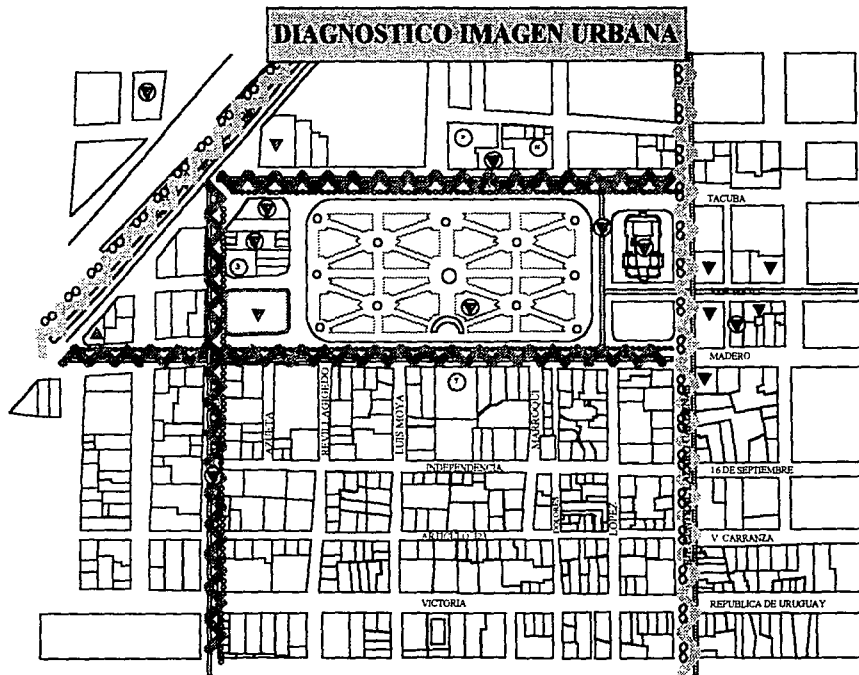 DIAGNOSTICO IMAGEN URBANA
TACUBA
MADERO
AZUETA
REVILLAGIGEDO
LUIS MOYA
MARROQUI
INDEPENDENCIA
16 DE SEPTIEMBRE
DOLORES
LOPEZ
V CARRANZA
VICTORIA
REPUBLICA DE URUGUAY